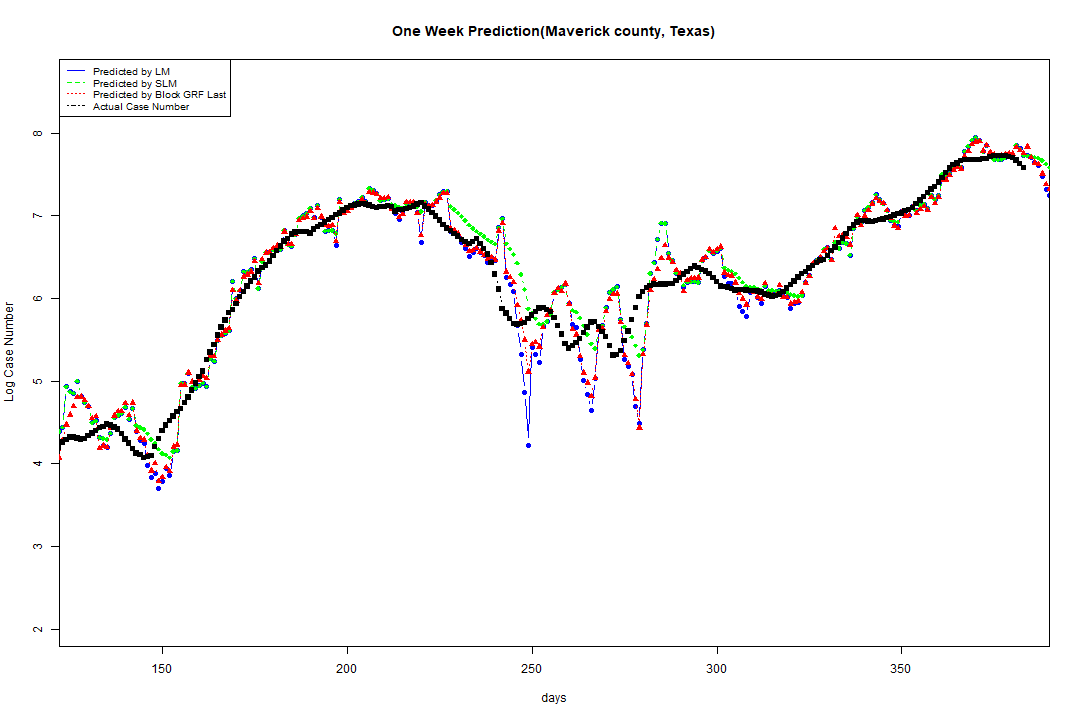 One Week Prediction(Maverick county, Texas)
Predicted by LM
Predicted by SLM
Predicted by Block GRF Last
Actual Case Number
Log Case Number
8
7
6
5
4
3
2
150 200 250 300 350
days